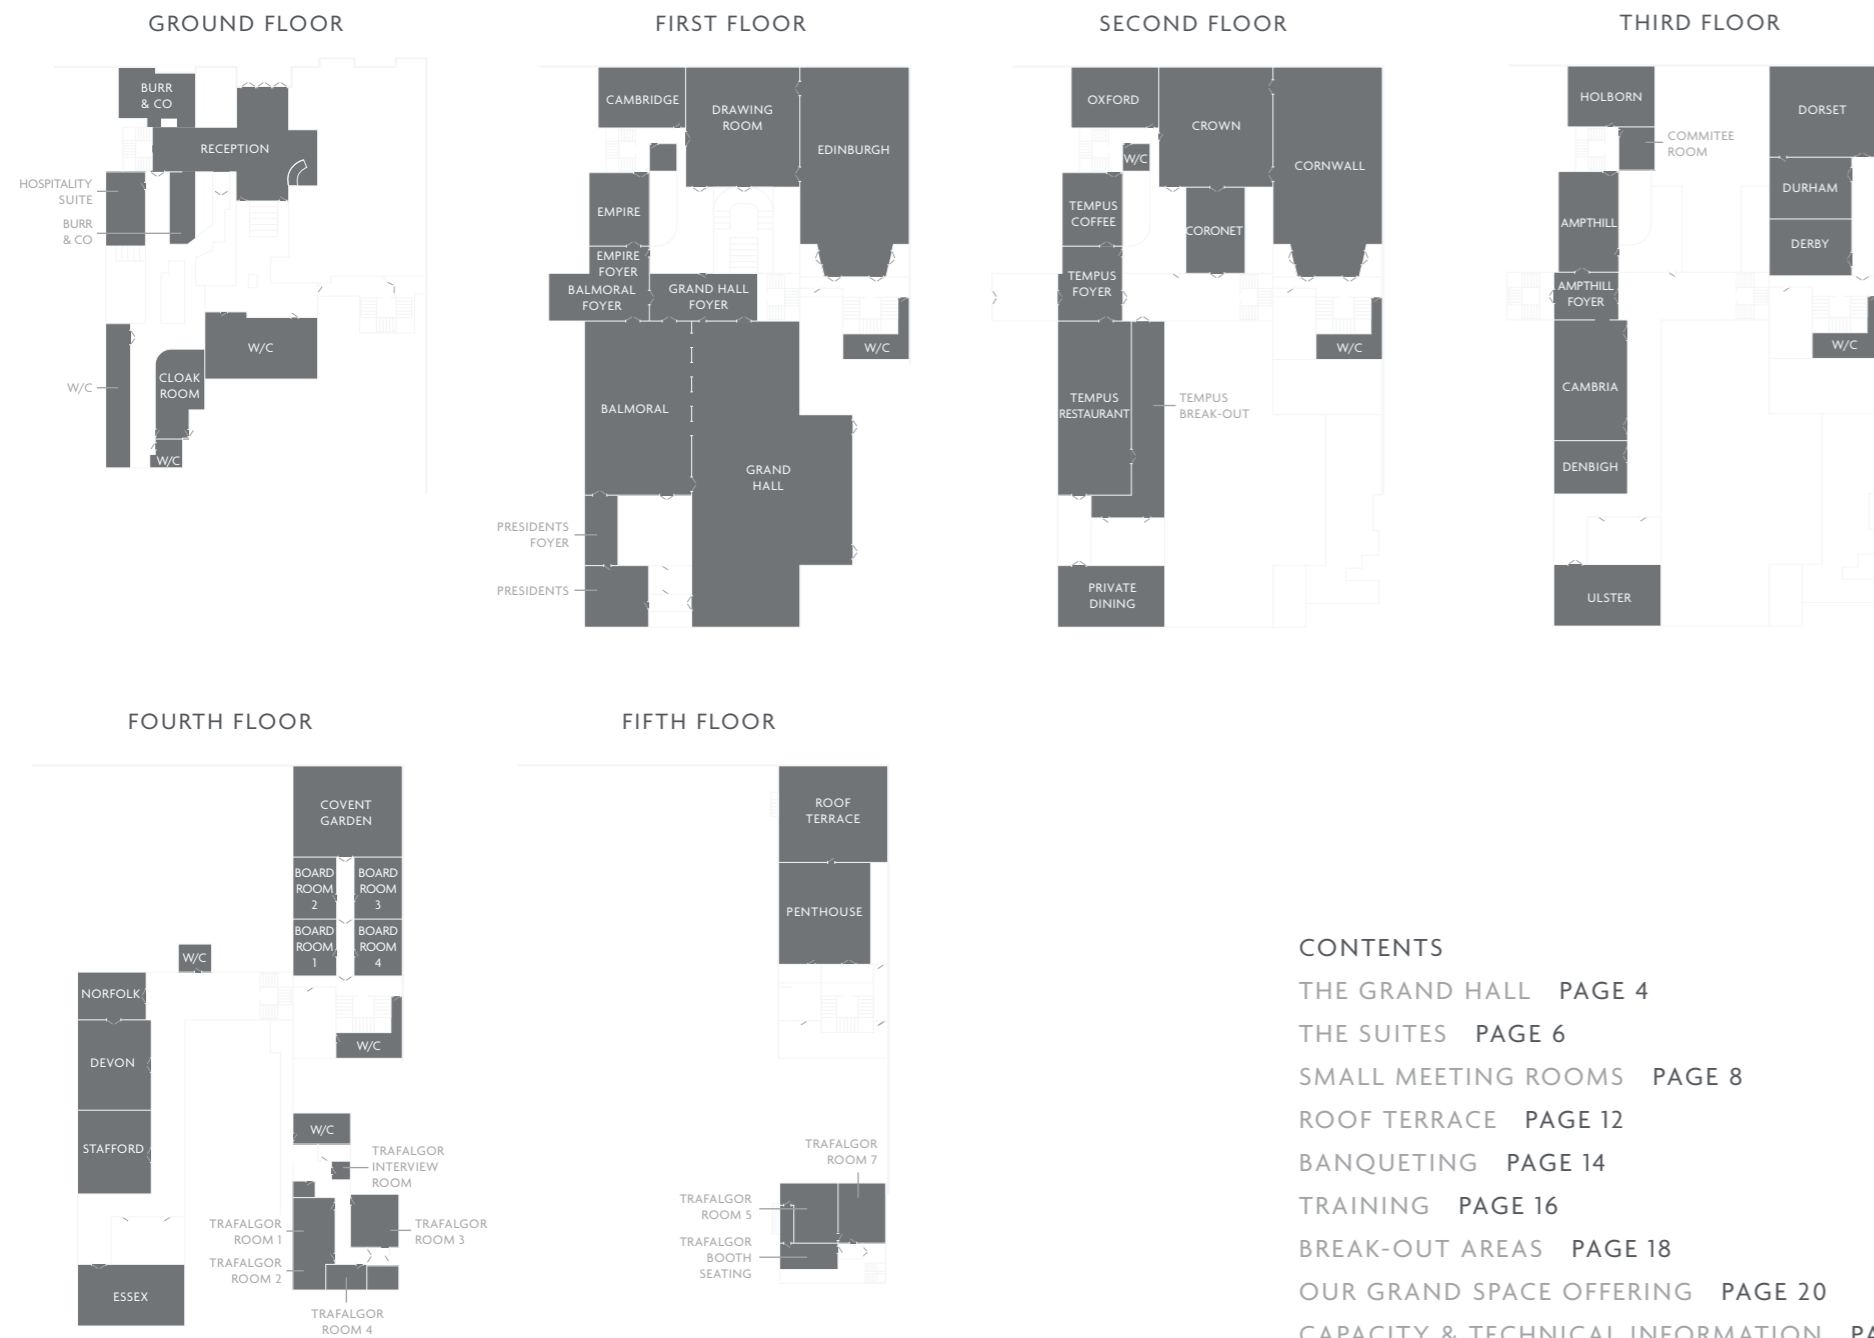 GROUND FLOOR
BURR
& CO
RECEPTION
HOSPITALITY
SUITE
BURR
& CO
W/C
W/C
CLOAK
ROOM
W/C
FIRST FLOOR
CAMBRIDGE
DRAWING
ROOM
EDINBURGH
EMPIRE
EMPIRE
FOYER
BALMORAL
FOYER
GRAND HALL
FOYER
W/C
BALMORAL
GRAND
HALL
PRESIDENTS
FOYER
PRESIDENTS
SECOND FLOOR
OXFORD
CROWN
W/C
CORNWALL
TEMPUS
COFFEE
CORONET
TEMPUS
FOYER
W/C
TEMPUS
RESTAURANT
TEMPUS
BREAK-OUT
PRIVATE
DINING
THIRD FLOOR
HOLBORN
DORSET
COMMITEE
ROOM
DURHAM
AMPTHILL
DERBY
AMPTHILL
FOYER
W/C
CAMBRIA
DENBIGH
ULSTER
FOURTH FLOOR
COVENT
GARDEN
BOARD
ROOM
2
BOARD
ROOM
3
BOARD
ROOM
1
BOARD
ROOM
4
W/C
NORFOLK
W/C
DEVON
STAFFORD
W/C
TRAFALGOR
INTERVIEW
ROOM
TRAFALGOR
ROOM 1
TRAFALGOR
ROOM 3
TRAFALGOR
ROOM 2
ESSEX
TRAFALGOR
ROOM 4
FIFTH FLOOR
ROOF
TERRACE
PENTHOUSE
TRAFALGOR
ROOM 7
TRAFALGOR
ROOM 5
TRAFALGOR
BOOTH
SEATING
CONTENTS
THE GRAND HALL PAGE 4
THE SUITES PAGE 6
SMALL MEETING ROOMS PAGE 8
ROOF TERRACE PAGE 12
BANQUETING PAGE 14
TRAINING PAGE 16
BREAK-OUT AREAS PAGE 18
OUR GRAND SPACE OFFERING PAGE 20
CAPACITY & TECHNICAL INFORMATION